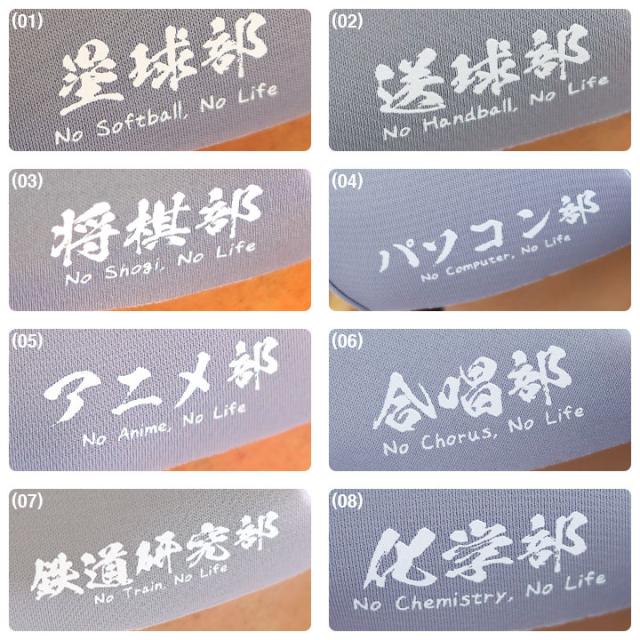 (01)
塁球部
No Softball, No Life
(02)
送球部
No Handball, No Life
(03)
将棋部
No Shogi, No Life
(04)
パソコン部
No Computer, No Life
(05)
アニメ部
No Anime, No Life
(06)
合唱部
No Chorus, No Life
(07)
鉄道研究部
No Train, No Life
(08)
化学部
No Chemistry, No Life